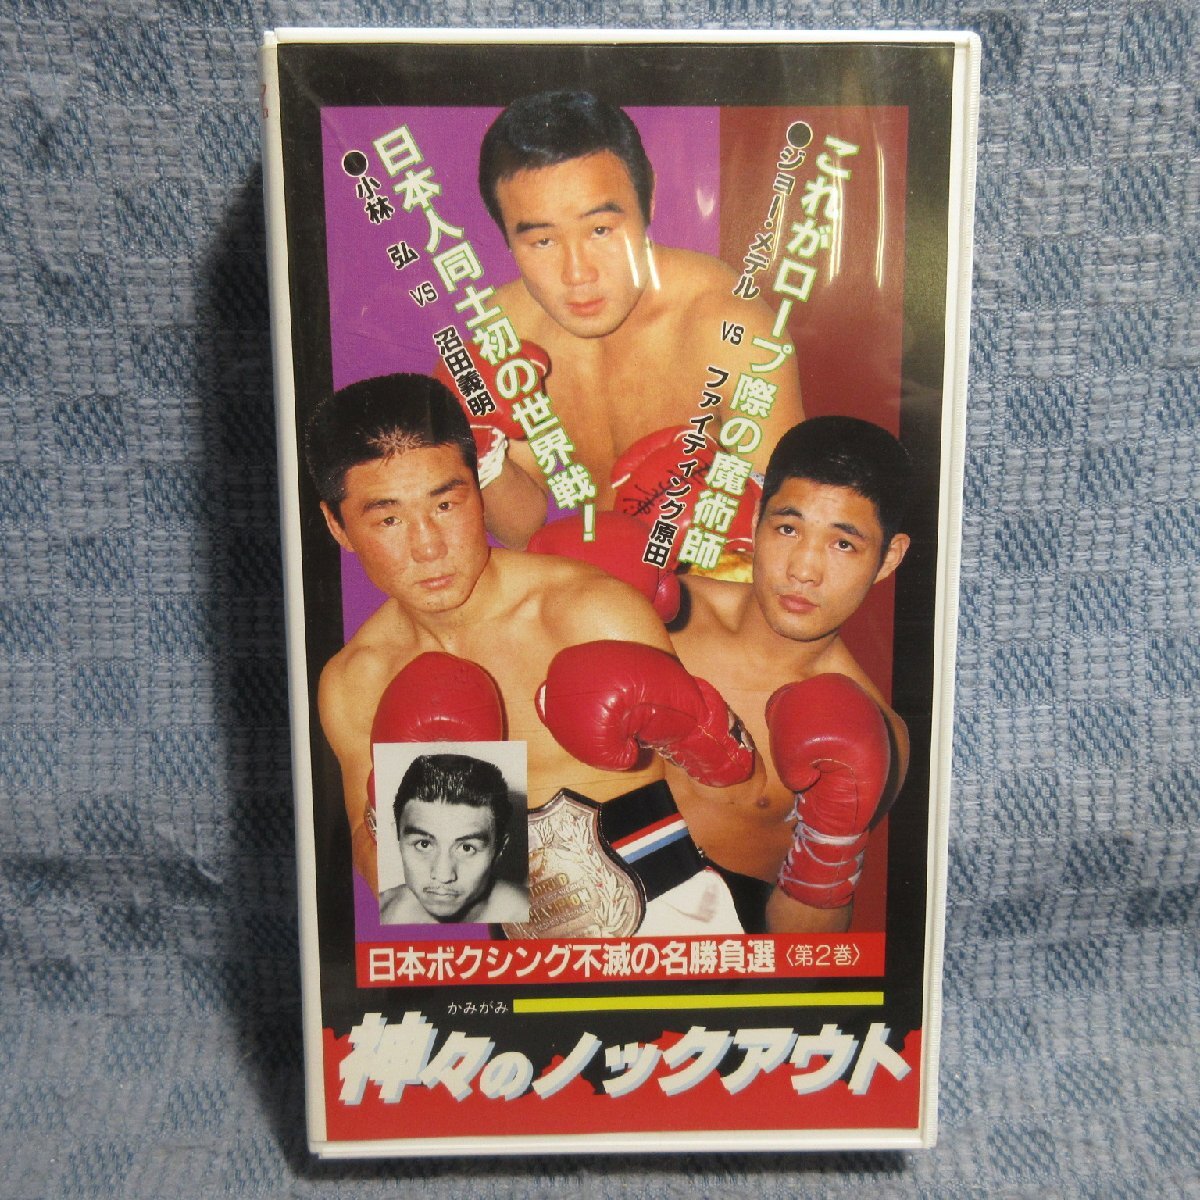 これがロープ際の魔術師
●ジョー・メデル VS ファイティング原田
日本人同士初の世界戦!
●小林 弘 VS 沼田義明
WORLD
CHAMPION
日本ボクシング不滅の名勝負選〈第2巻〉
かみがみ
神々のノックアウト